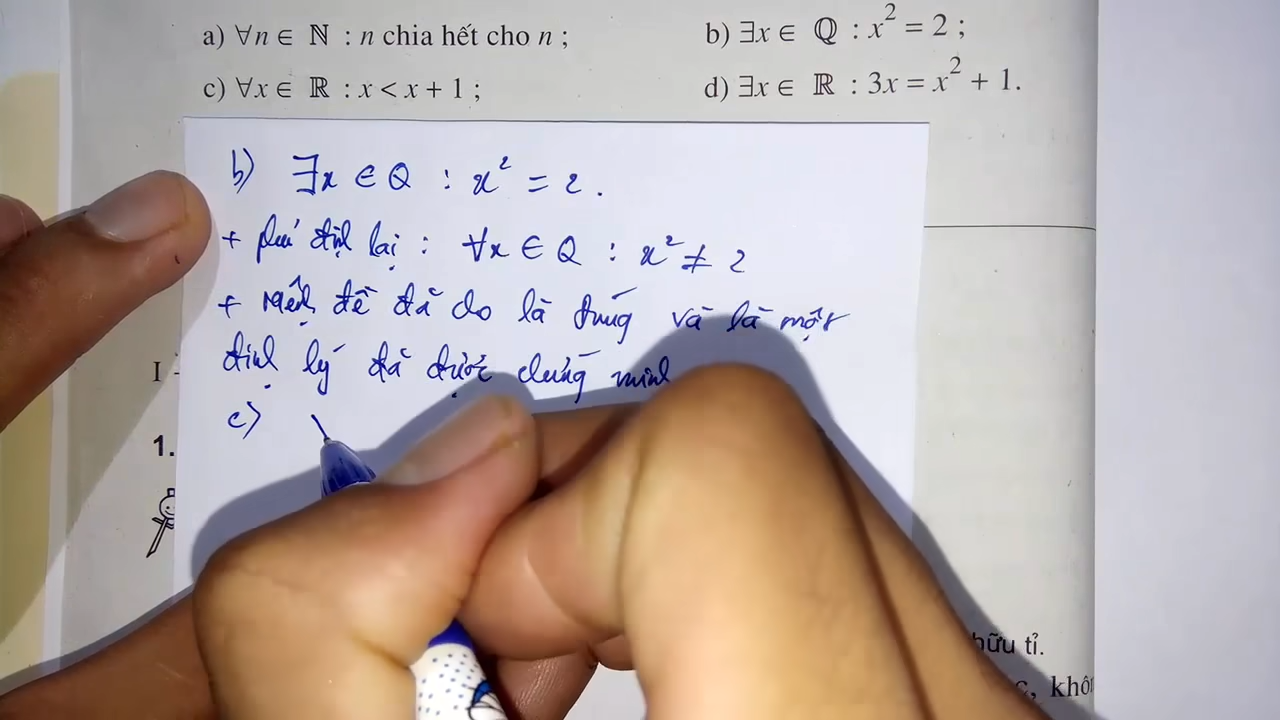 a) ∀n ∈ ℕ : n chia hết cho n ;
b) ∃x ∈ ℚ : x² = 2 ;
c) ∀x ∈ ℝ : x < x + 1 ;
d) ∃x ∈ ℝ : 3x = x² + 1.
b) ∃x ∈ Q : x² = 2 .
+ phủ định lại : ∀x ∈ Q : x² ≠ 2
+ mệnh đề đã cho là đúng và là một
định lý đã được chứng minh
c)
I -
1.
hữu tỉ.